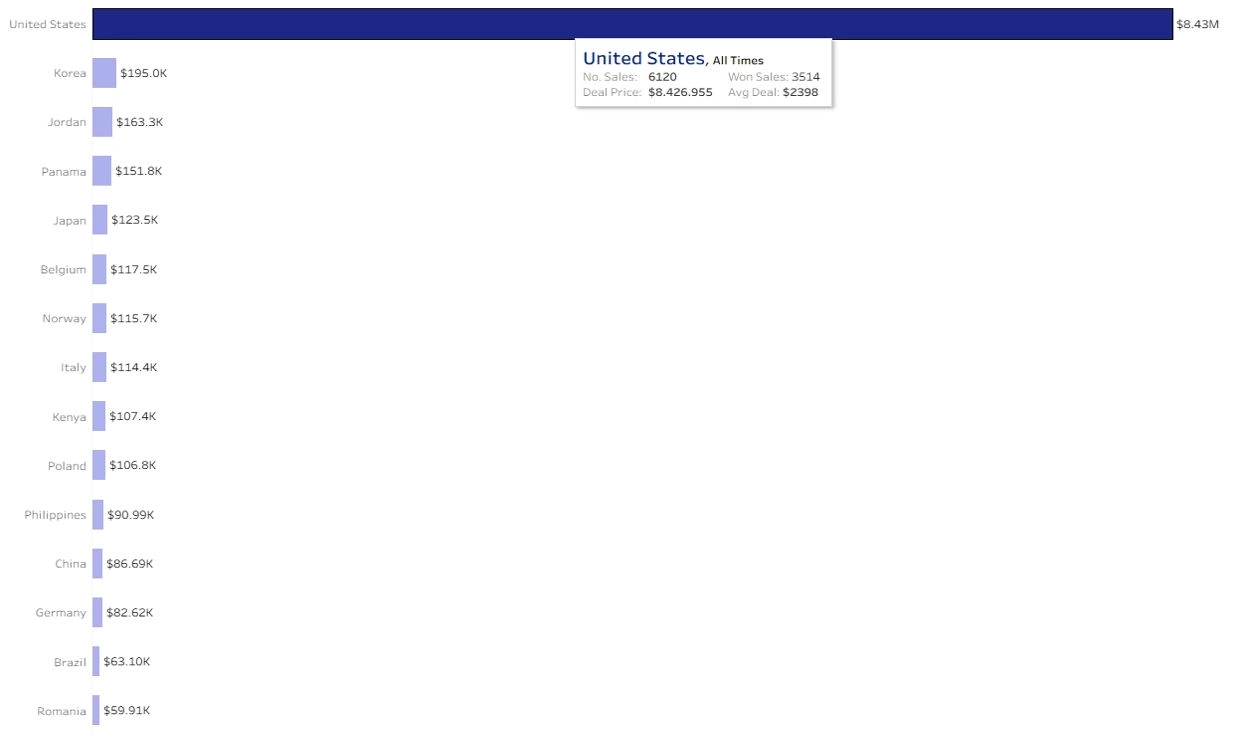 United States $8.43M
United States, All Times
No. Sales: 6120 Won Sales: 3514
Deal Price: $8.426.955 Avg Deal: $2398
Korea $195.0K
Jordan $163.3K
Panama $151.8K
Japan $123.5K
Belgium $117.5K
Norway $115.7K
Italy $114.4K
Kenya $107.4K
Poland $106.8K
Philippines $90.99K
China $86.69K
Germany $82.62K
Brazil $63.10K
Romania $59.91K